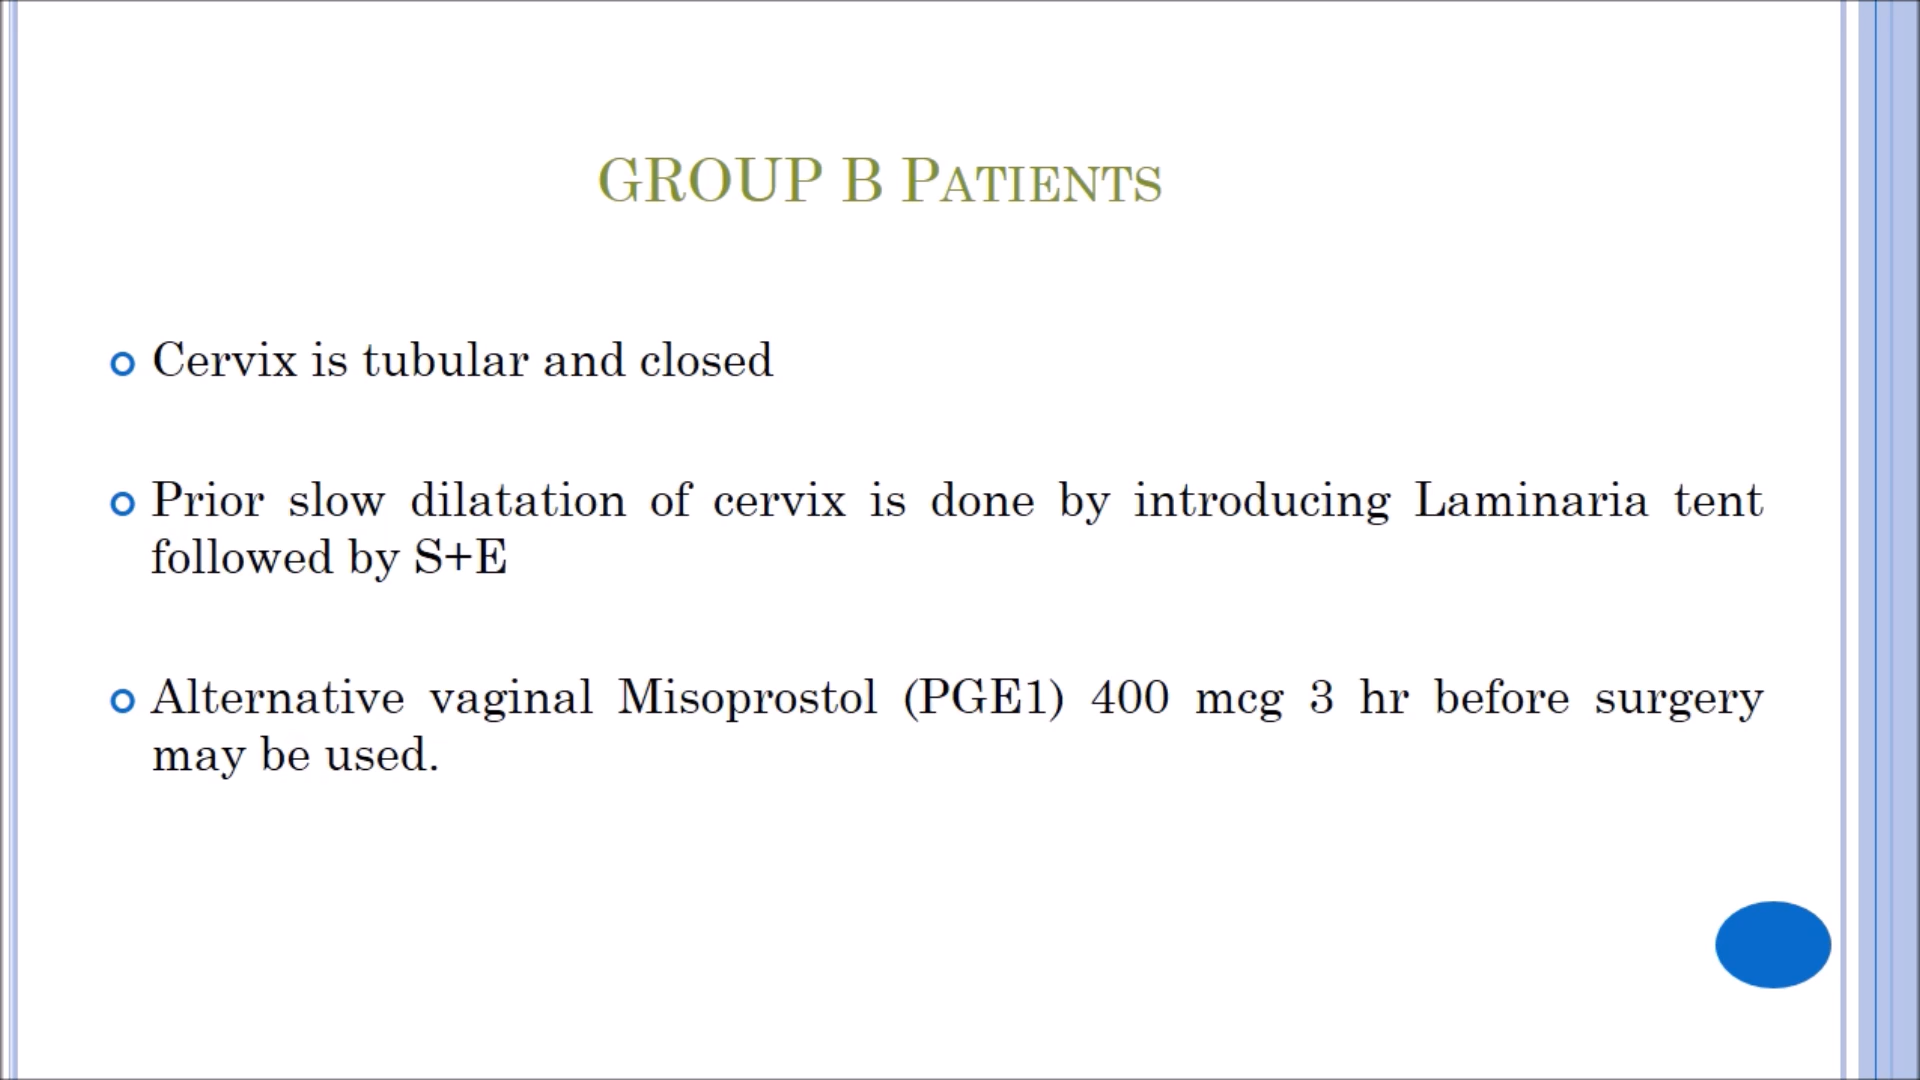 GROUP B PATIENTS
Cervix is tubular and closed
Prior slow dilatation of cervix is done by introducing Laminaria tent
followed by S+E
Alternative vaginal Misoprostol (PGE1) 400 mcg 3 hr before surgery
may be used.